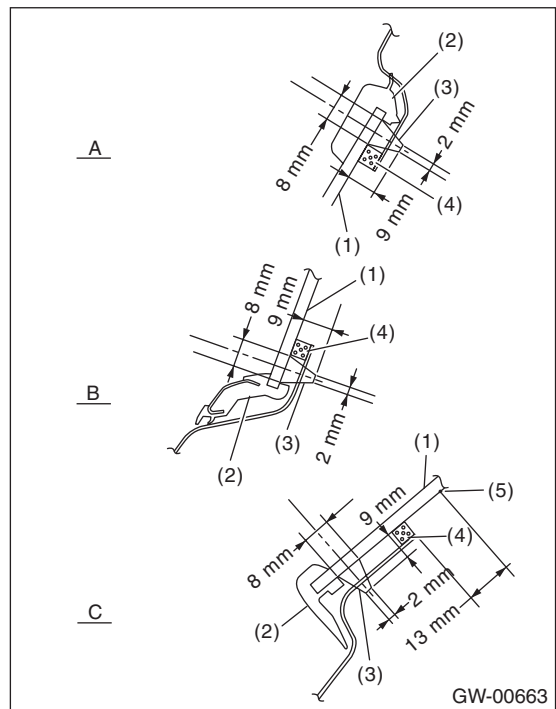 A
(2)
(3)
2 mm
8 mm
(4)
9 mm
(1)
B
(1)
8 mm
9 mm
(4)
(3)
2 mm
(2)
C
(1)
(5)
9 mm
(4)
8 mm
2 mm
13 mm
(2)
(3)
GW-00663